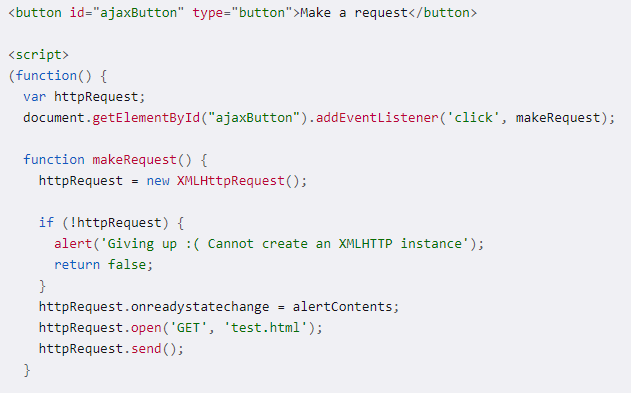 <button id="ajaxButton" type="button">Make a request</button>

<script>
(function() {
  var httpRequest;
  document.getElementById("ajaxButton").addEventListener('click', makeRequest);

  function makeRequest() {
    httpRequest = new XMLHttpRequest();

    if (!httpRequest) {
      alert('Giving up :( Cannot create an XMLHTTP instance');
      return false;
    }
    httpRequest.onreadystatechange = alertContents;
    httpRequest.open('GET', 'test.html');
    httpRequest.send();
  }